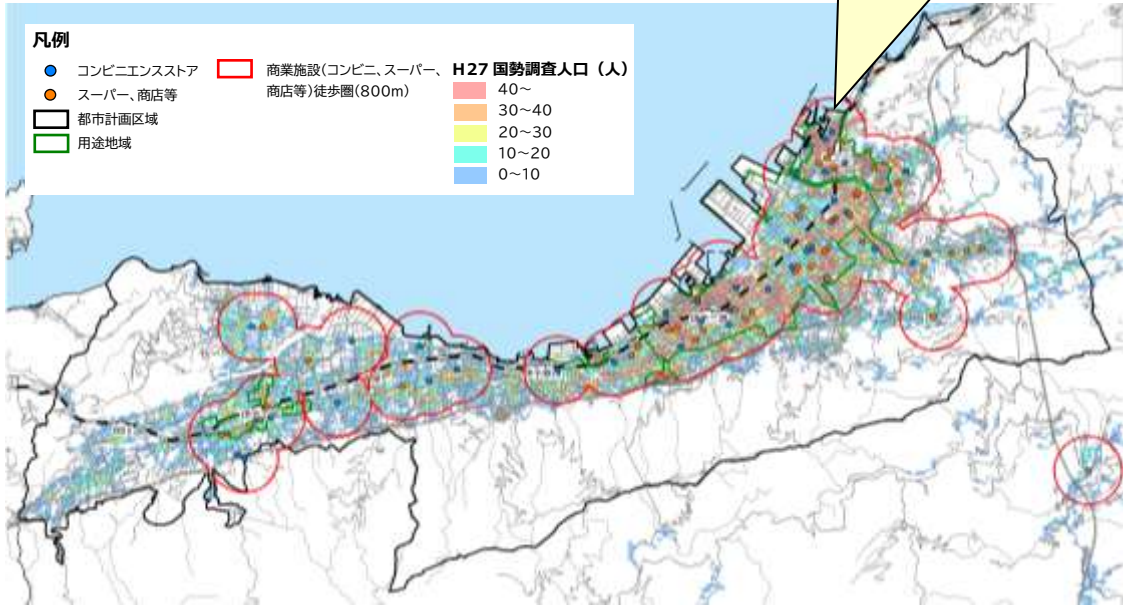 凡例
コンビニエンスストア
スーパー、商店等
都市計画区域
用途地域
商業施設(コンビニ、スーパー、
商店等)徒歩圏(800m)
H27 国勢調査人口（人）
40～
30～40
20～30
10～20
0～10